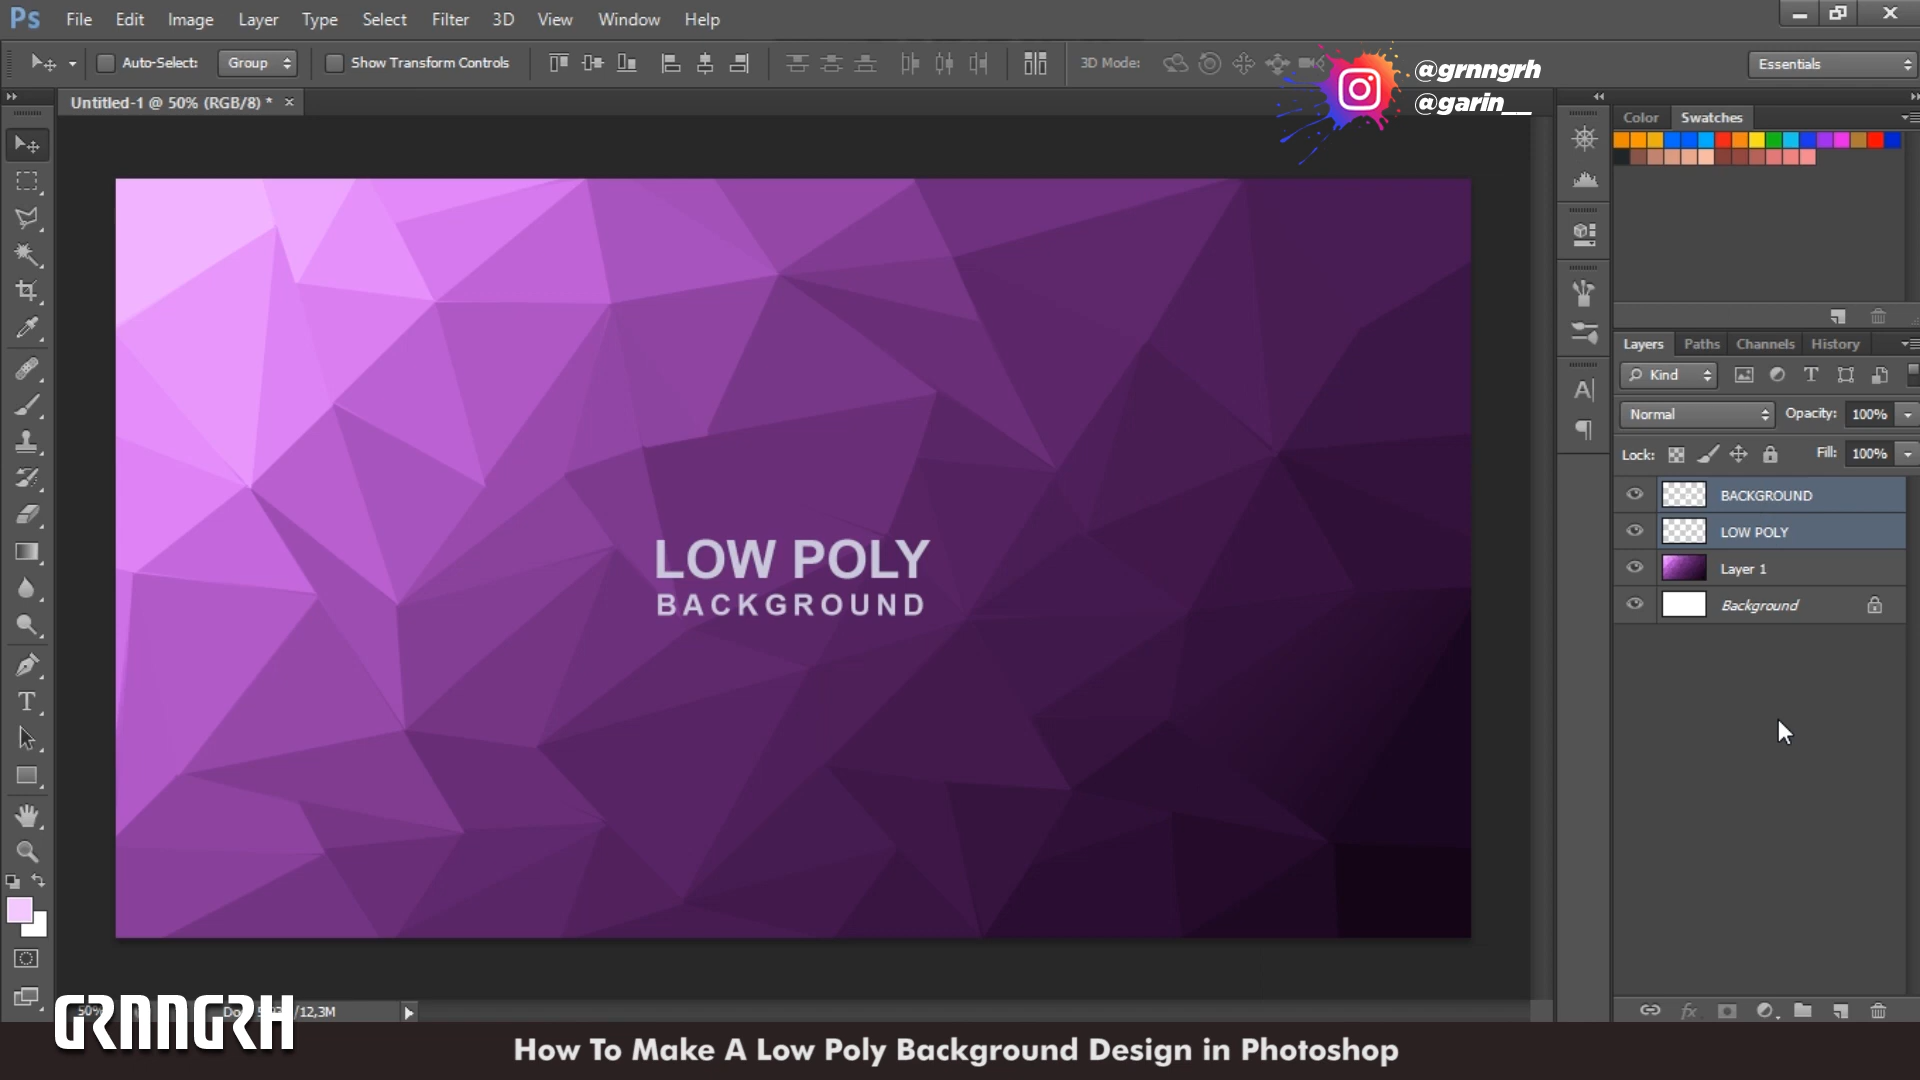 Ps File Edit Image Layer Type Select Filter 3D View Window Help
Auto-Select: Group Show Transform Controls 3D Mode: Essentials
@grnngrh
@garin__
Untitled-1 @ 50% (RGB/8) * ×
Color Swatches
Layers Paths Channels History
Kind
Normal Opacity: 100%
Lock: Fill: 100%
BACKGROUND
LOW POLY
Layer 1
Background
LOW POLY
BACKGROUND
50% /12,3M
GRNNGRH
How To Make A Low Poly Background Design in Photoshop